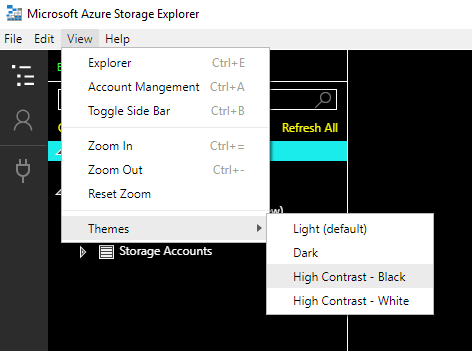 Microsoft Azure Storage Explorer
File Edit View Help
Explorer Ctrl+E
Account Mangement Ctrl+A
Toggle Side Bar Ctrl+B
Refresh All
Zoom In Ctrl+=
Zoom Out Ctrl+-
Reset Zoom
Themes
Light (default)
Dark
High Contrast - Black
High Contrast - White
Storage Accounts